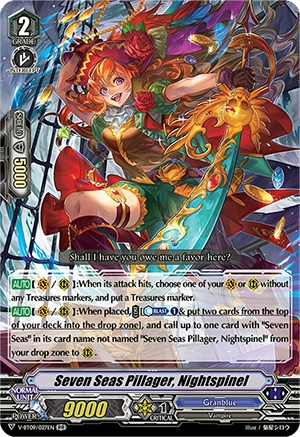 2
GRADE
INTERCEPT
5000
Shall I have you owe me a favor here?
AUTO [ / ]:When its attack hits, choose one of your / without
any Treasures markers, and put a Treasures marker.
AUTO [ / ]:When placed, [ 1 BLAST 1 & put two cards from the top
of your deck into the drop zone], and call up to one card with "Seven
Seas" in its card name not named "Seven Seas Pillager, Nightspinel" from
your drop zone to .
NORMAL
UNIT
Seven Seas Pillager, Nightspinel
V-BT09/027EN RR
Granblue
POWER
9000
1
CRITICAL
Vampire
Illust /